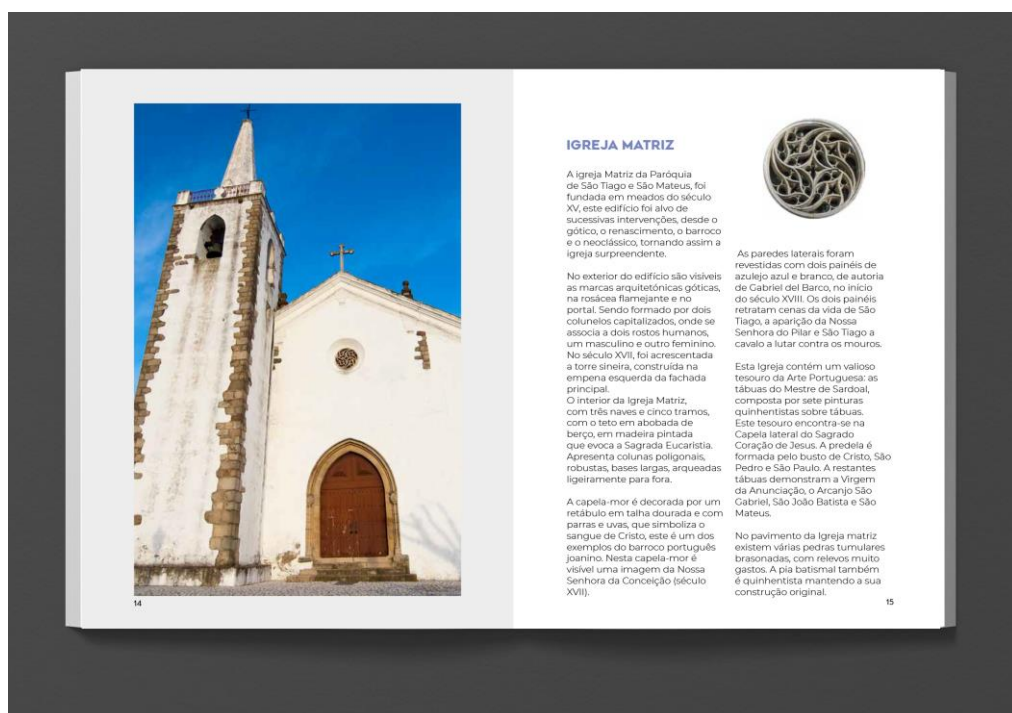 IGREJA MATRIZ
A igreja Matriz da Paróquia
de São Tiago e São Mateus, foi
fundada em meados do século
XV, este edifício foi alvo de
sucessivas intervenções, desde o
gótico, o renascimento, o barroco
e o neoclássico, tornando assim a
igreja surpreendente.
No exterior do edifício são visíveis
as marcas arquitetónicas góticas,
na rosácea flamejante e no
portal. Sendo formado por dois
colunelos capitalizados, onde se
associa a dois rostos humanos,
um masculino e outro feminino.
No século XVII, foi acrescentada
a torre sineira, construída na
empena esquerda da fachada
principal.
O interior da Igreja Matriz,
com três naves e cinco tramos,
com o teto em abobada de
berço, em madeira pintada
que evoca a Sagrada Eucaristia.
Apresenta colunas poligonais,
robustas, bases largas, arqueadas
ligeiramente para fora.
A capela-mor é decorada por um
retábulo em talha dourada e com
parras e uvas, que simboliza o
sangue de Cristo, este é um dos
exemplos do barroco português
joanino. Nesta capela-mor é
visível uma imagem da Nossa
Senhora da Conceição (século
XVII).
As paredes laterais foram
revestidas com dois painéis de
azulejo azul e branco, de autoria
de Gabriel del Barco, no início
do século XVIII. Os dois painéis
retratam cenas da vida de São
Tiago, a aparição da Nossa
Senhora do Pilar e São Tiago a
cavalo a lutar contra os mouros.
Esta Igreja contém um valioso
tesouro da Arte Portuguesa: as
tábuas do Mestre de Sardoal,
composta por sete pinturas
quinhentistas sobre tábuas.
Este tesouro encontra-se na
Capela lateral do Sagrado
Coração de Jesus. A predela é
formada pelo busto de Cristo, São
Pedro e São Paulo. A restantes
tábuas demonstram a Virgem
da Anunciação, o Arcanjo São
Gabriel, São João Batista e São
Mateus.
No pavimento da Igreja matriz
existem várias pedras tumulares
brasonadas, com relevos muito
gastos. A pia batismal também
é quinhentista mantendo a sua
construção original.
14
15